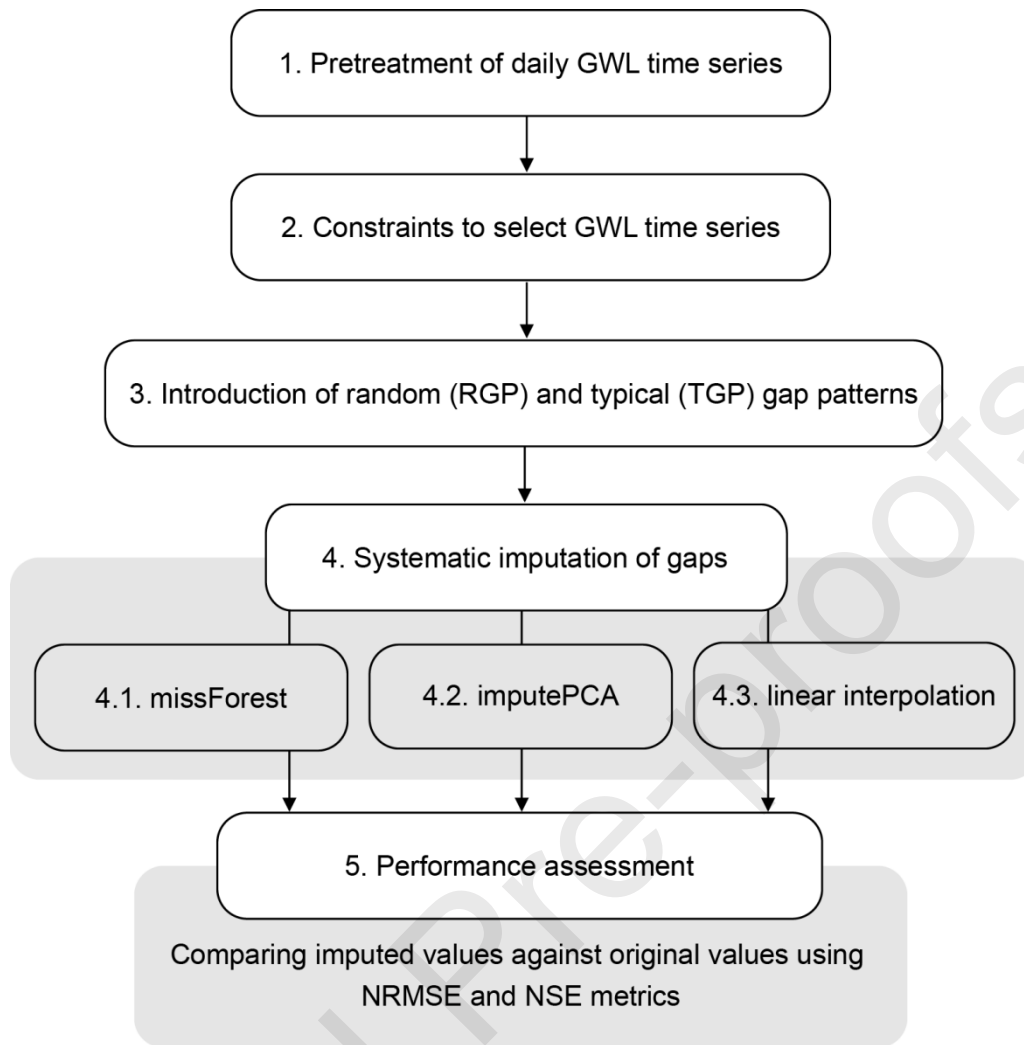 1. Pretreatment of daily GWL time series
2. Constraints to select GWL time series
3. Introduction of random (RGP) and typical (TGP) gap patterns
4. Systematic imputation of gaps
4.1. missForest
4.2. imputePCA
4.3. linear interpolation
5. Performance assessment
Comparing imputed values against original values using
NRMSE and NSE metrics
Pre-proofs